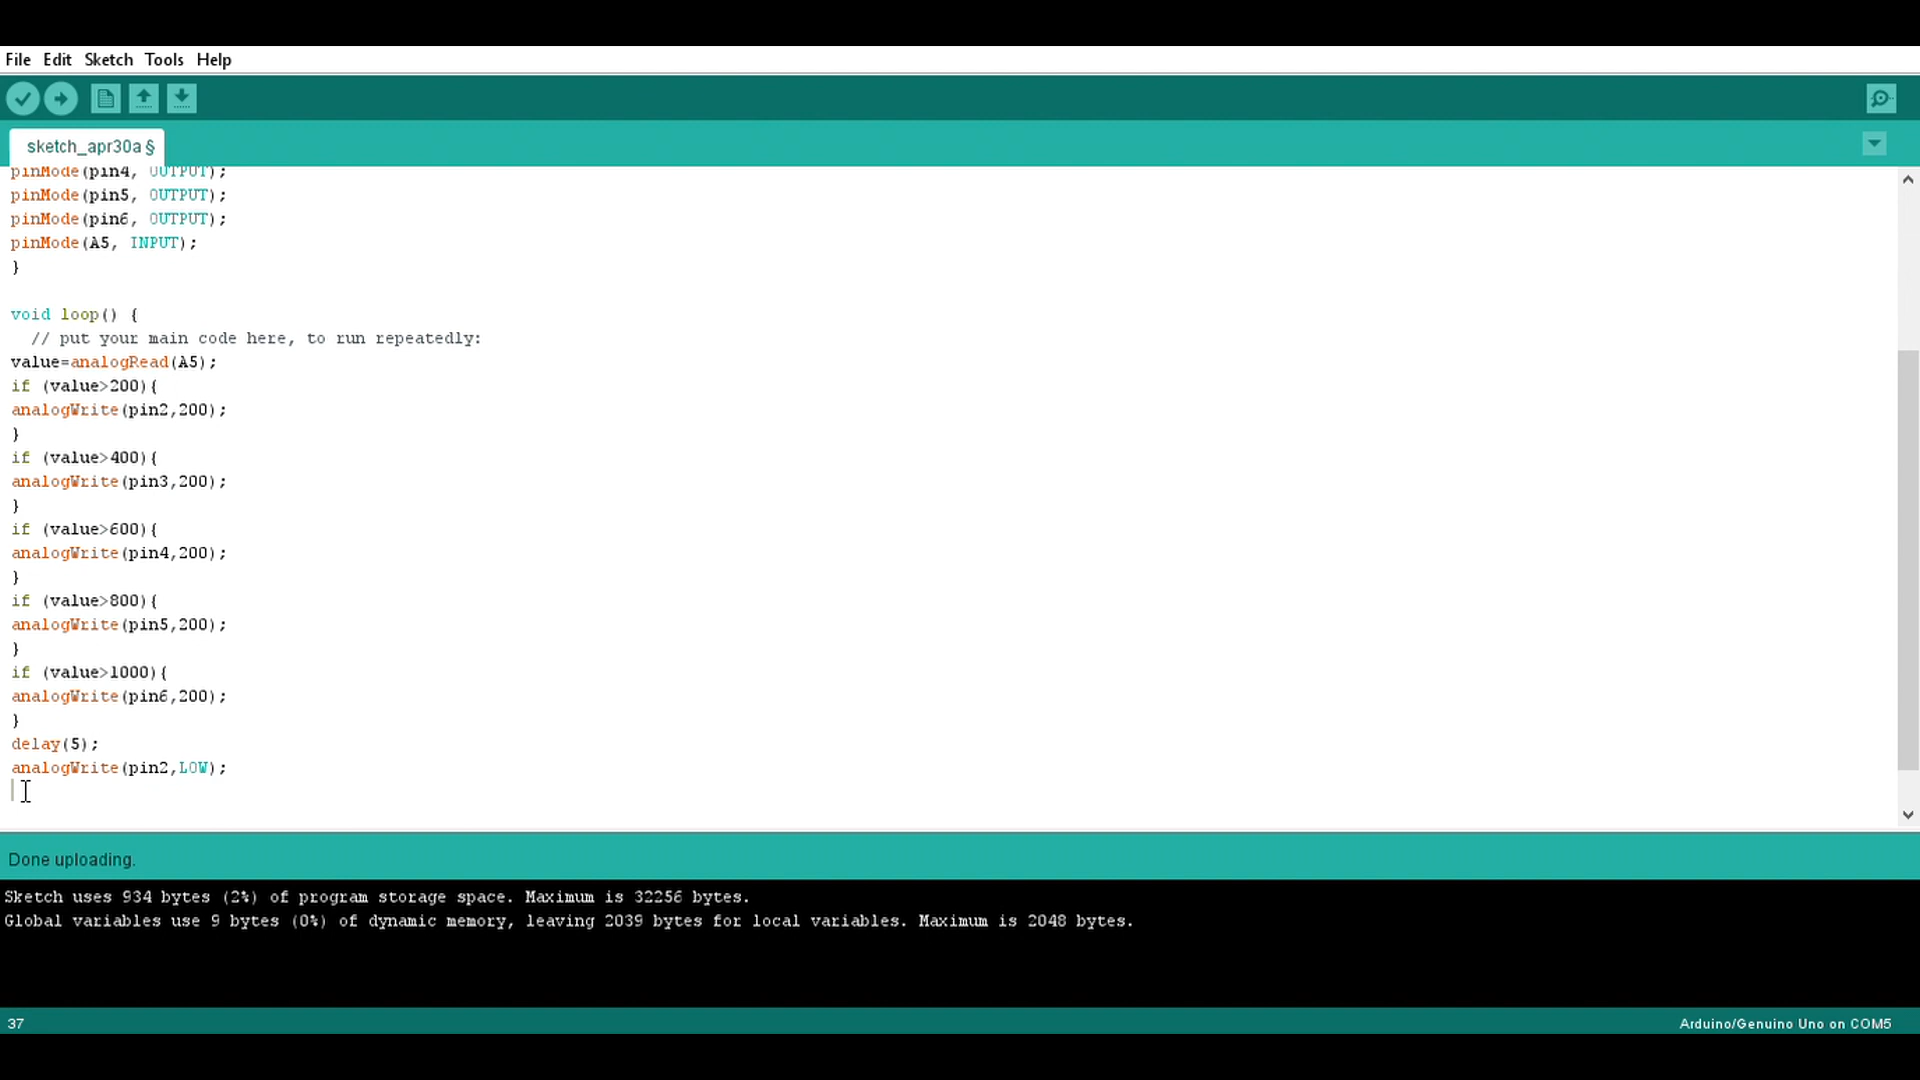 File Edit Sketch Tools Help
sketch_apr30a §
pinMode(pin4, OUTPUT);
pinMode(pin5, OUTPUT);
pinMode(pin6, OUTPUT);
pinMode(A5, INPUT);
}
void loop() {
// put your main code here, to run repeatedly:
value=analogRead(A5);
if (value>200){
analogWrite(pin2,200);
}
if (value>400){
analogWrite(pin3,200);
}
if (value>600){
analogWrite(pin4,200);
}
if (value>800){
analogWrite(pin5,200);
}
if (value>1000){
analogWrite(pin6,200);
}
delay(5);
analogWrite(pin2,LOW);
Done uploading.
Sketch uses 934 bytes (2%) of program storage space. Maximum is 32256 bytes.
Global variables use 9 bytes (0%) of dynamic memory, leaving 2039 bytes for local variables. Maximum is 2048 bytes.
37
Arduino/Genuino Uno on COM5